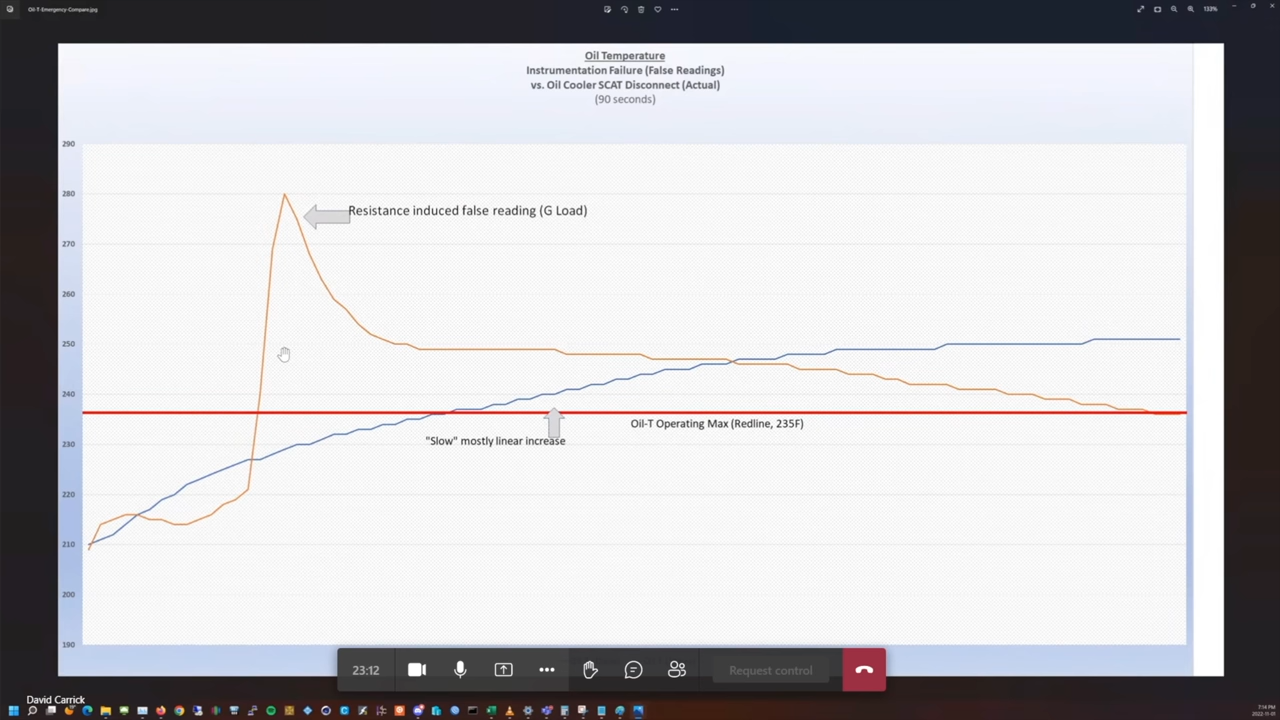 Oil-T-Emergency-Compare.jpg
133%
Oil Temperature
Instrumentation Failure (False Readings)
vs. Oil Cooler SCAT Disconnect (Actual)
(90 seconds)
290
280
Resistance induced false reading (G Load)
270
260
250
240
Oil-T Operating Max (Redline, 235F)
"Slow" mostly linear increase
230
220
210
200
190
23:12
Request control
David Carrick
7:14 PM